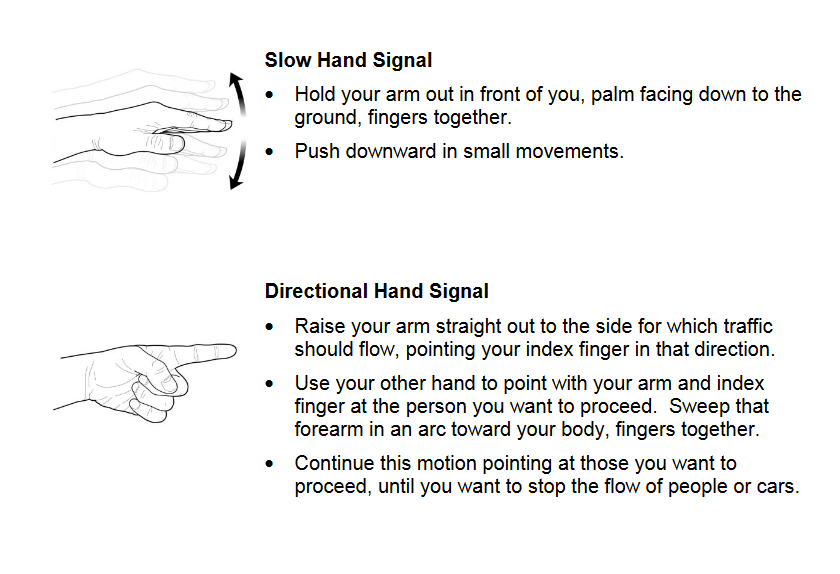 Slow Hand Signal
• Hold your arm out in front of you, palm facing down to the
ground, fingers together.
• Push downward in small movements.
Directional Hand Signal
• Raise your arm straight out to the side for which traffic
should flow, pointing your index finger in that direction.
• Use your other hand to point with your arm and index
finger at the person you want to proceed.  Sweep that
forearm in an arc toward your body, fingers together.
• Continue this motion pointing at those you want to
proceed, until you want to stop the flow of people or cars.